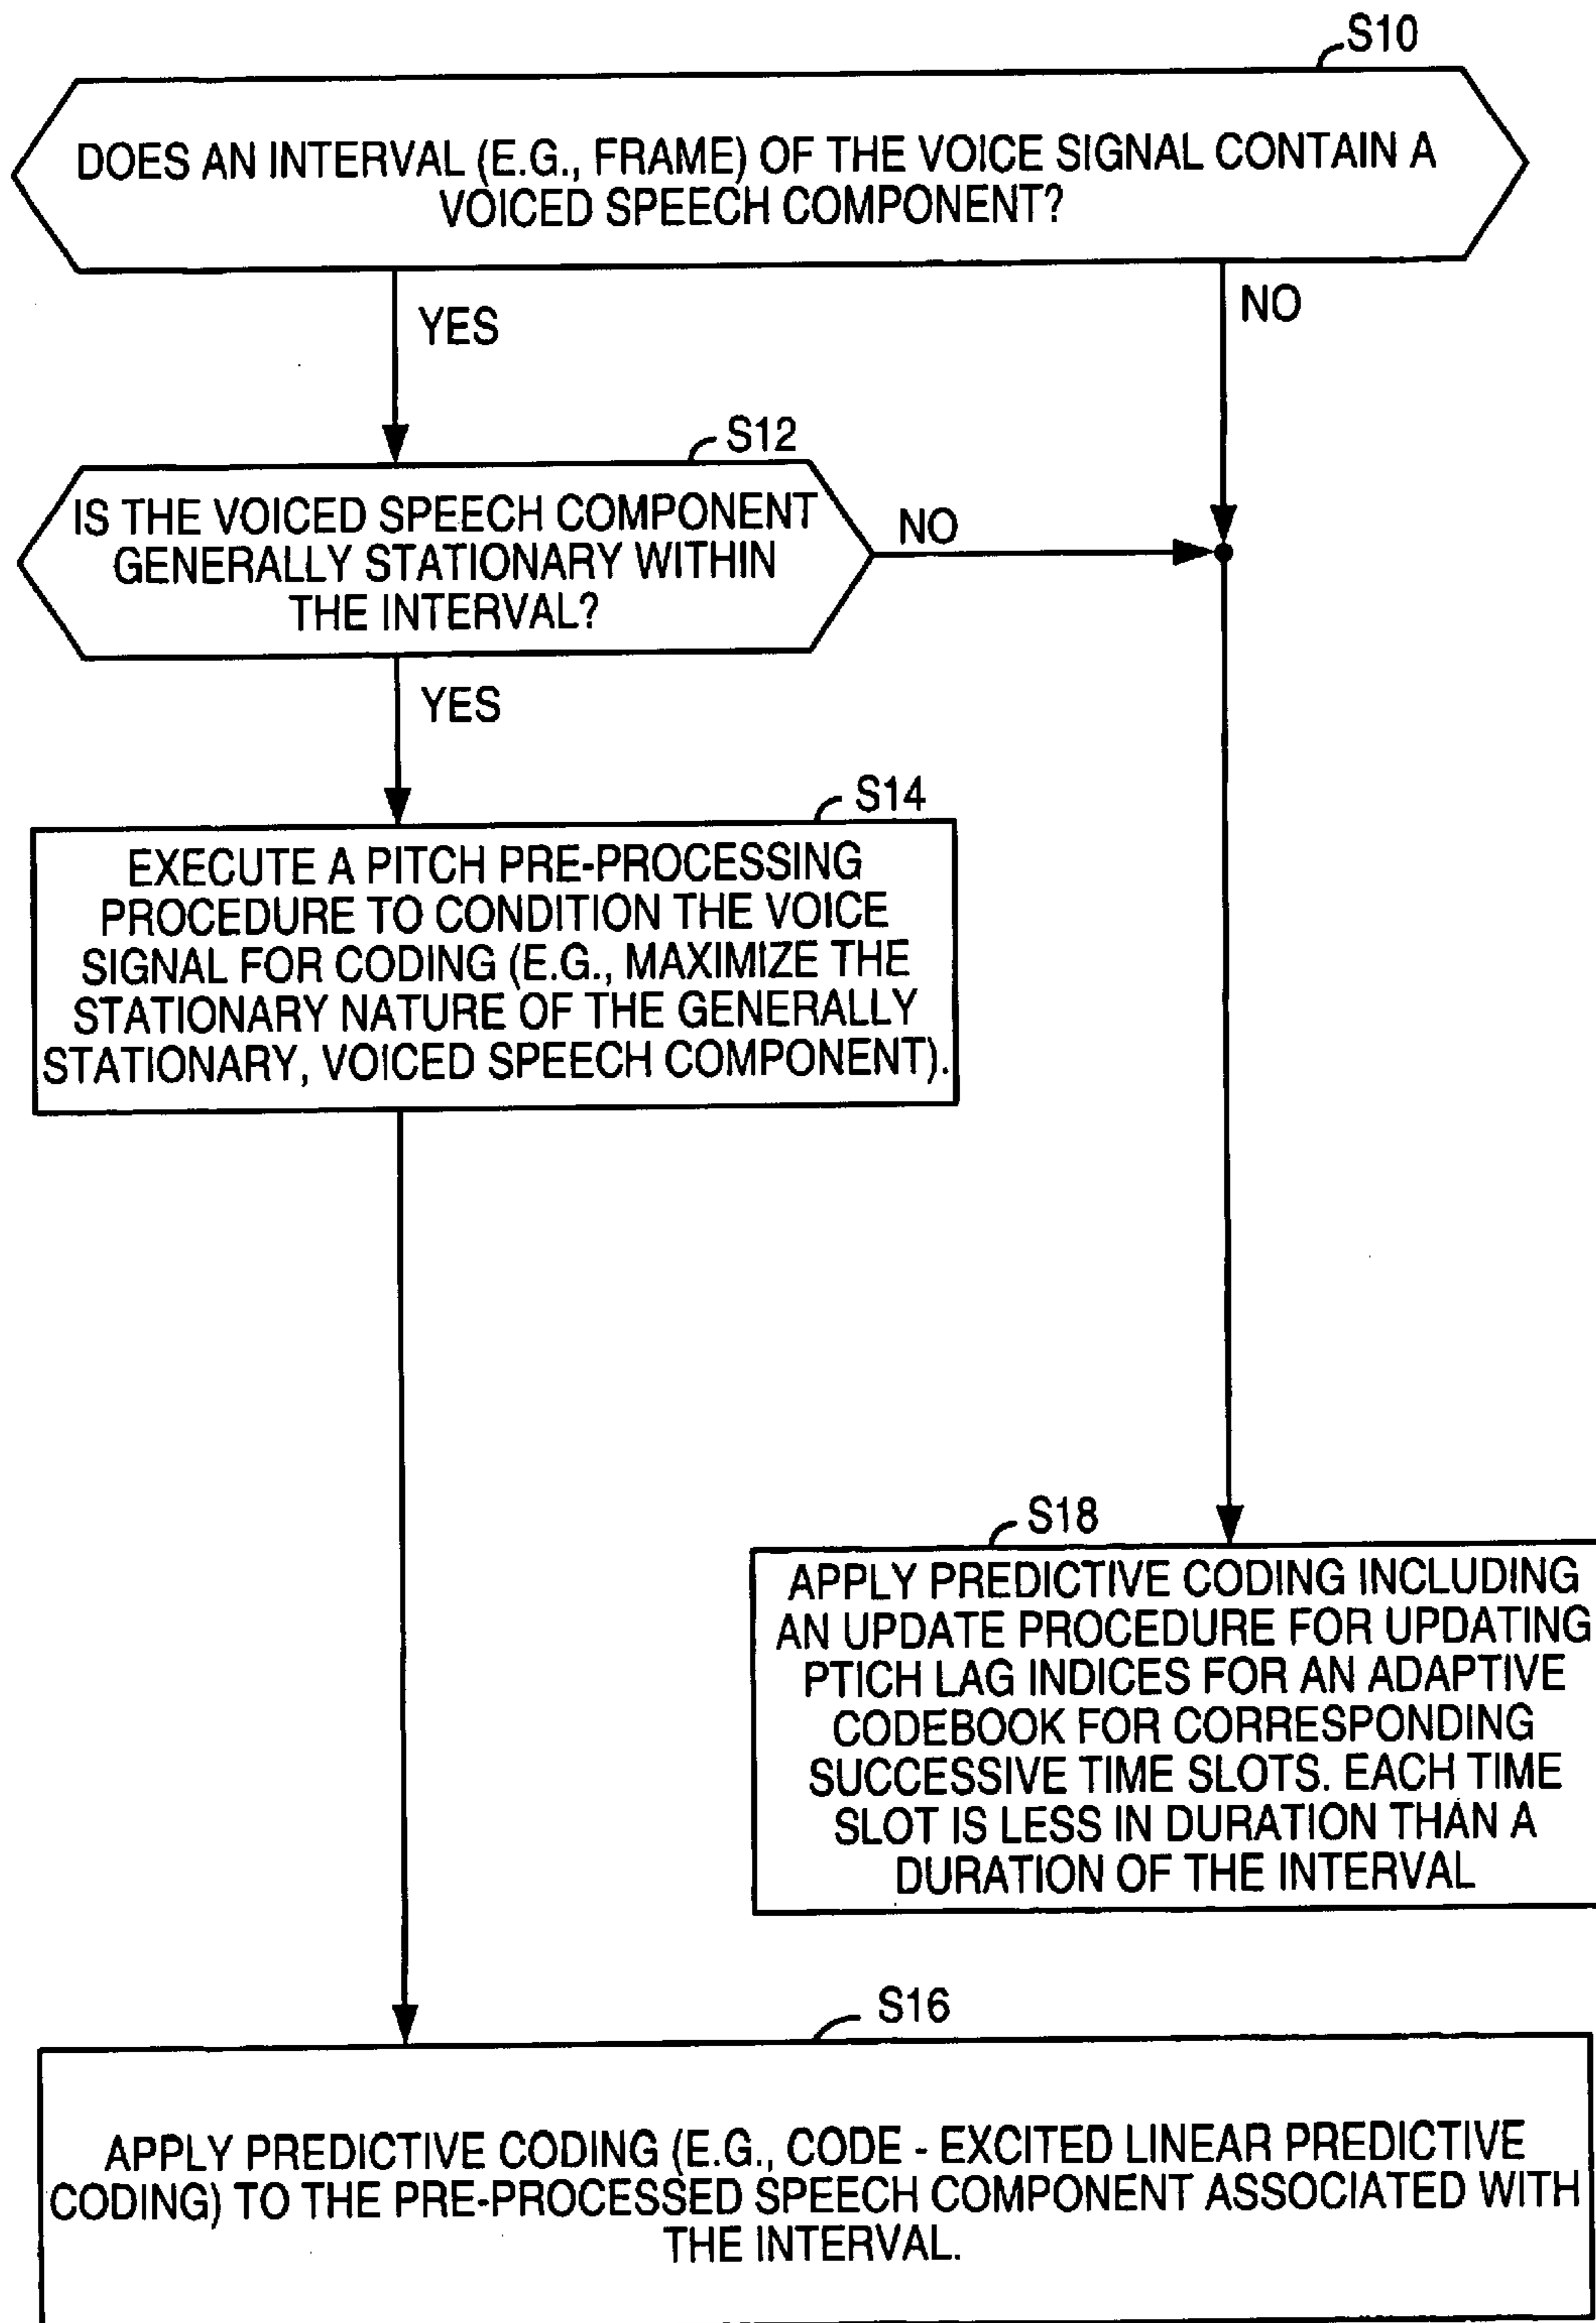 S10
DOES AN INTERVAL (E.G., FRAME) OF THE VOICE SIGNAL CONTAIN A
VOICED SPEECH COMPONENT?
YES
NO
S12
IS THE VOICED SPEECH COMPONENT
GENERALLY STATIONARY WITHIN
THE INTERVAL?
NO
YES
S14
EXECUTE A PITCH PRE-PROCESSING
PROCEDURE TO CONDITION THE VOICE
SIGNAL FOR CODING (E.G., MAXIMIZE THE
STATIONARY NATURE OF THE GENERALLY
STATIONARY, VOICED SPEECH COMPONENT).
S18
APPLY PREDICTIVE CODING INCLUDING
AN UPDATE PROCEDURE FOR UPDATING
PTICH LAG INDICES FOR AN ADAPTIVE
CODEBOOK FOR CORRESPONDING
SUCCESSIVE TIME SLOTS. EACH TIME
SLOT IS LESS IN DURATION THAN A
DURATION OF THE INTERVAL
S16
APPLY PREDICTIVE CODING (E.G., CODE - EXCITED LINEAR PREDICTIVE
CODING) TO THE PRE-PROCESSED SPEECH COMPONENT ASSOCIATED WITH
THE INTERVAL.